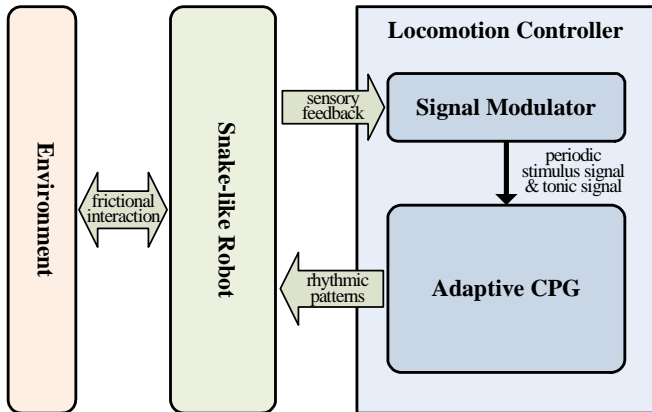 Locomotion Controller
Environment
frictional
interaction
Snake-like Robot
sensory
feedback
Signal Modulator
periodic
stimulus signal
& tonic signal
rhythmic
patterns
Adaptive CPG